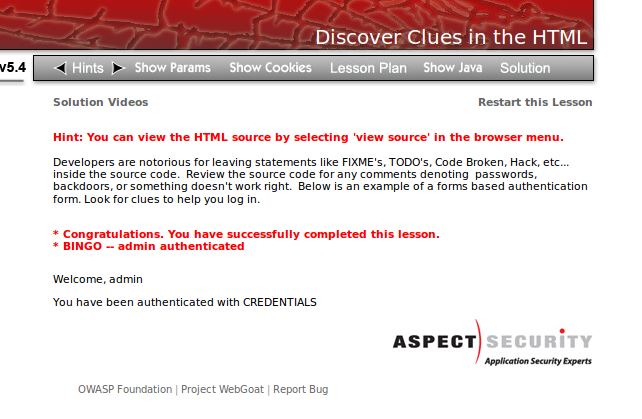 Discover Clues in the HTML
v5.4 Hints Show Params Show Cookies Lesson Plan Show Java Solution
Solution Videos Restart this Lesson
Hint: You can view the HTML source by selecting 'view source' in the browser menu.
Developers are notorious for leaving statements like FIXME's, TODO's, Code Broken, Hack, etc...
inside the source code. Review the source code for any comments denoting passwords,
backdoors, or something doesn't work right. Below is an example of a forms based authentication
form. Look for clues to help you log in.
* Congratulations. You have successfully completed this lesson.
* BINGO -- admin authenticated
Welcome, admin
You have been authenticated with CREDENTIALS
ASPECT SECURITY
Application Security Experts
OWASP Foundation | Project WebGoat | Report Bug